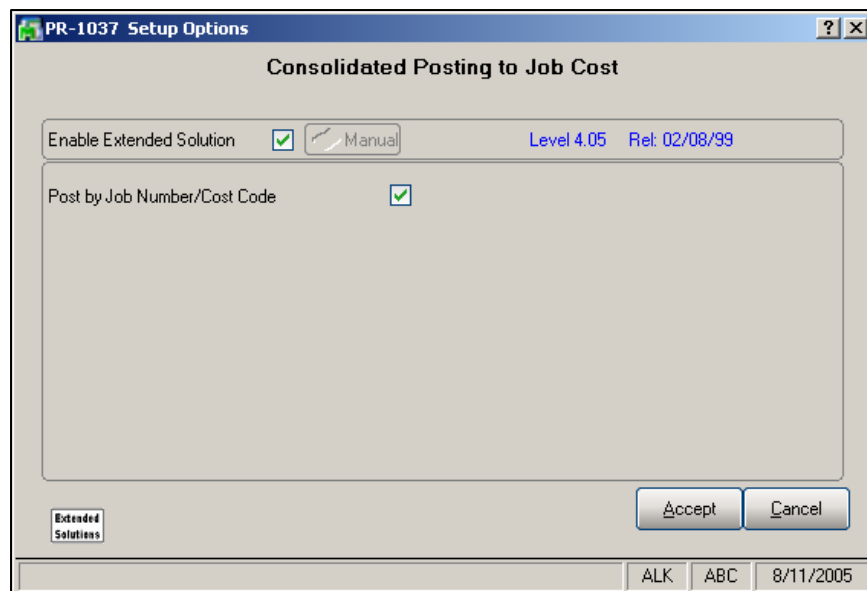 PR-1037 Setup Options
Consolidated Posting to Job Cost
Enable Extended Solution Manual Level 4.05 Rel: 02/08/99
Post by Job Number/Cost Code
Accept Cancel
Extended
Solutions
ALK ABC 8/11/2005